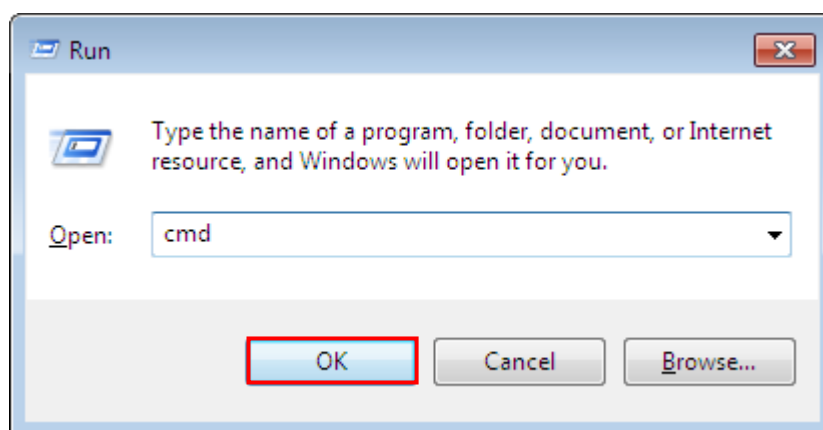 Run
Type the name of a program, folder, document, or Internet
resource, and Windows will open it for you.
Open: cmd
OK Cancel Browse...